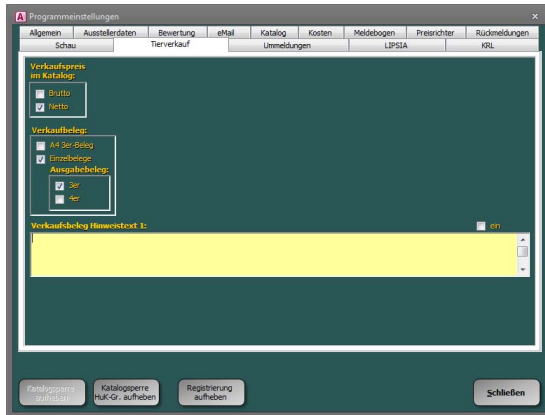 Programmeinstellungen
Allgemein Ausstellerdaten Bewertung eMail Katalog Kosten Meldebogen Preisrichter Rückmeldungen
Schau Tierverkauf Ummeldungen LIPSIA KRL
Verkaufspreis
im Katalog:
Brutto
Netto
Verkaufbeleg:
A4 3er-Beleg
Einzelbelege
Ausgabebeleg:
3er
4er
Verkaufsbeleg Hinweistext 1:
ein
Katalogsperre
aufheben
Katalogsperre
HuK-Gr. aufheben
Registrierung
aufheben
Schließen